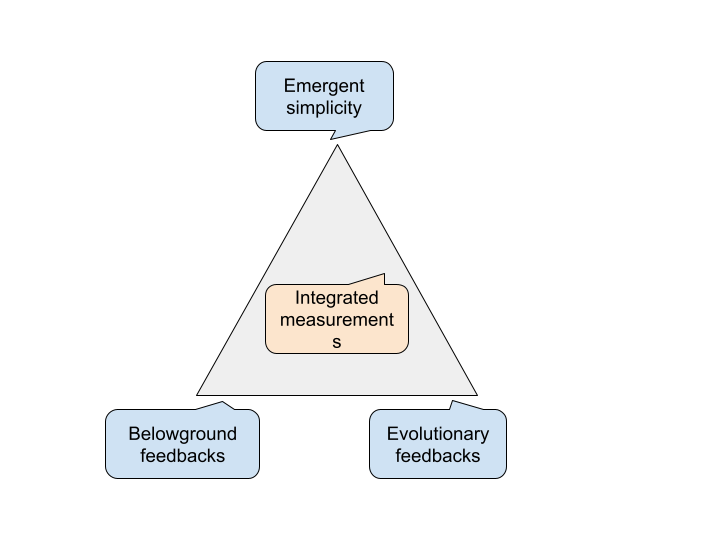 Emergent
simplicity
Integrated
measurement
s
Belowground
feedbacks
Evolutionary
feedbacks